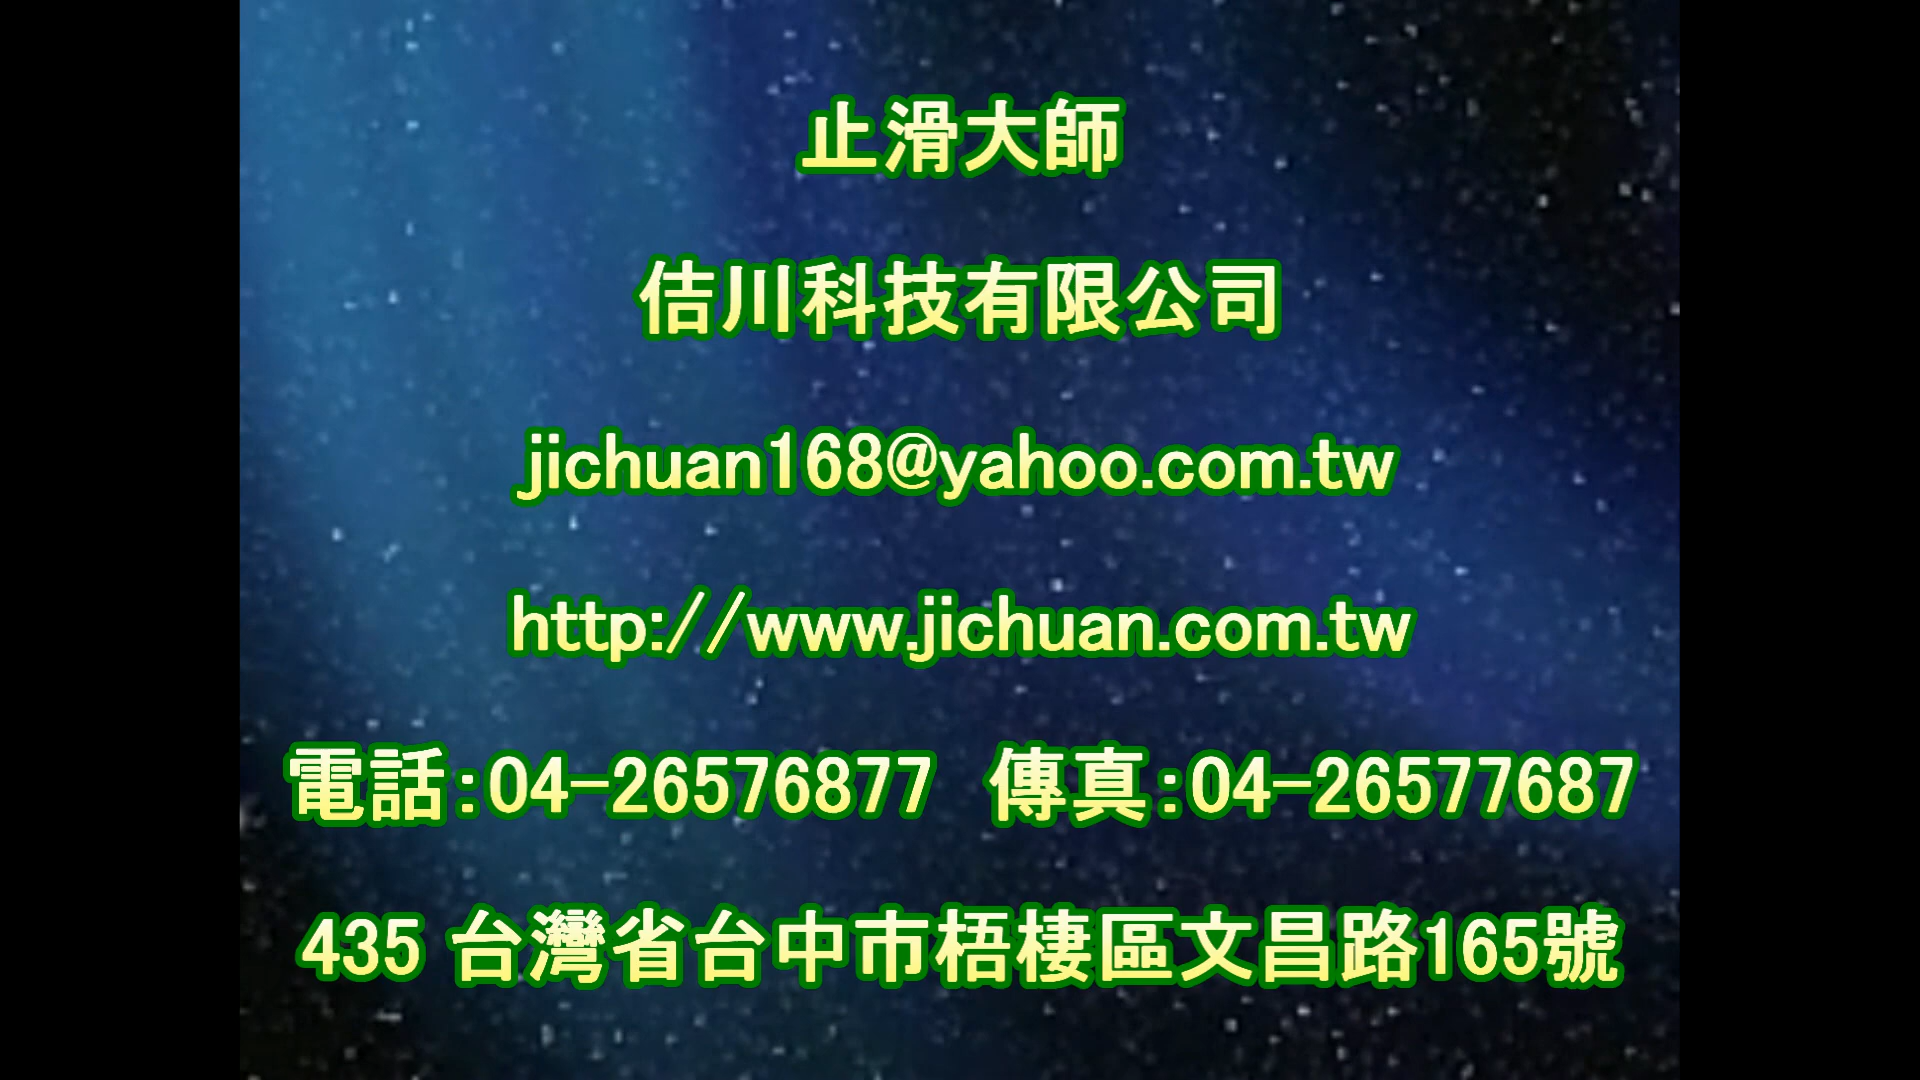 止滑大師
佶川科技有限公司
jichuan168@yahoo.com.tw
http://www.jichuan.com.tw
電話:04-26576877 傳真:04-26577687
435 台灣省台中市梧棲區文昌路165號